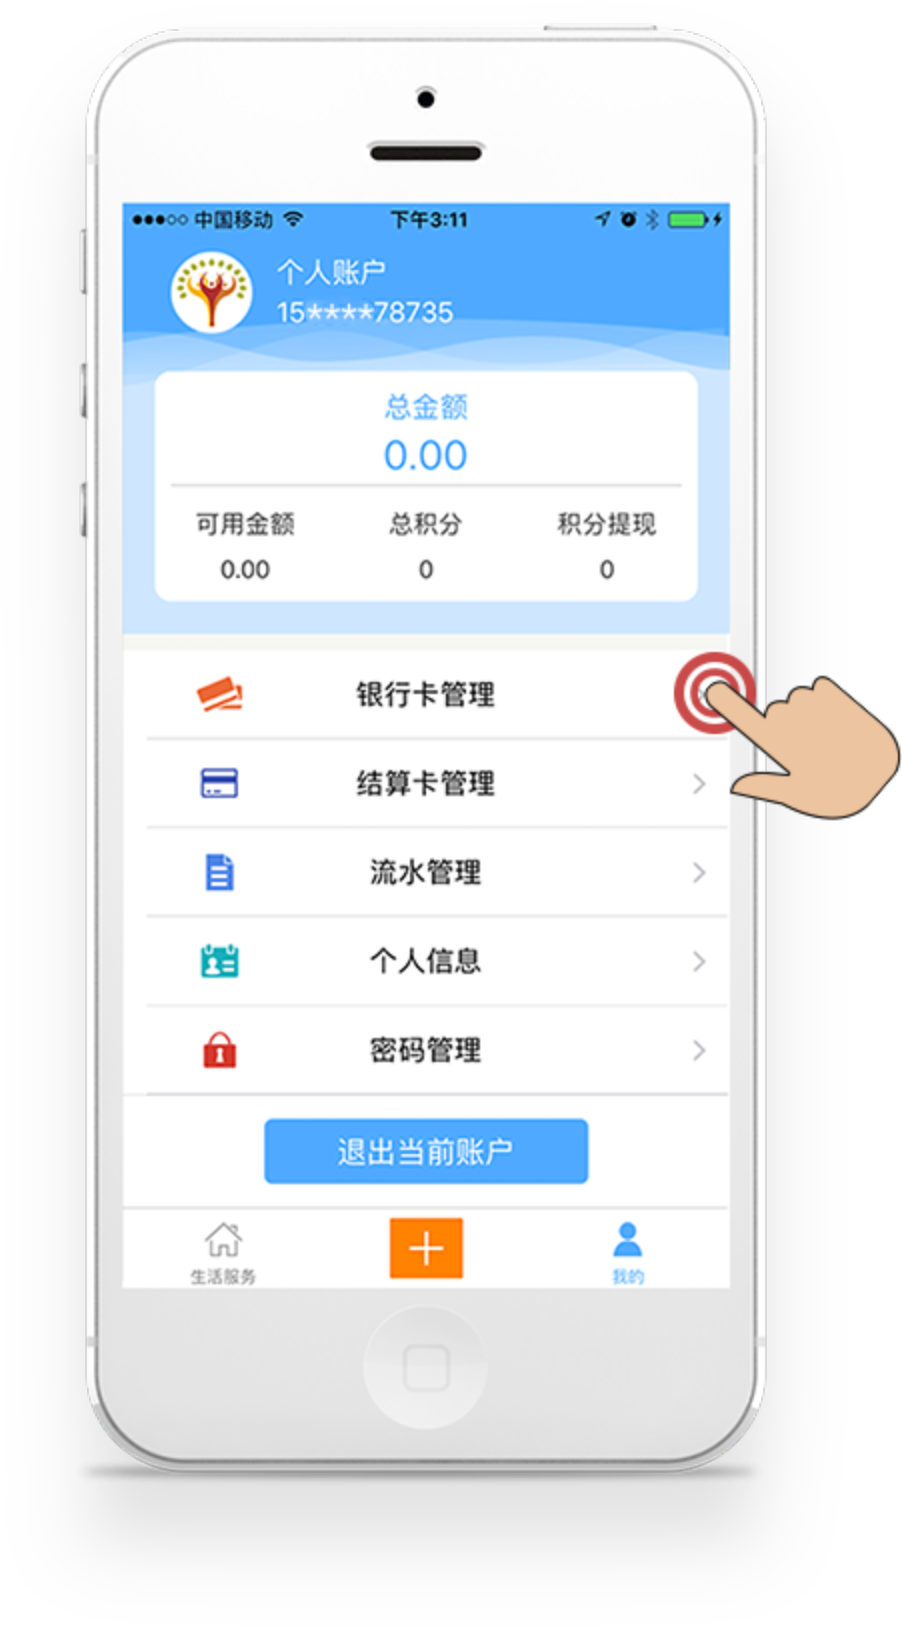 中国移动 下午3:11
个人账户
15****78735
总金额
0.00
可用金额 总积分 积分提现
0.00 0 0
银行卡管理
结算卡管理
流水管理
个人信息
密码管理
退出当前账户
生活服务 我的